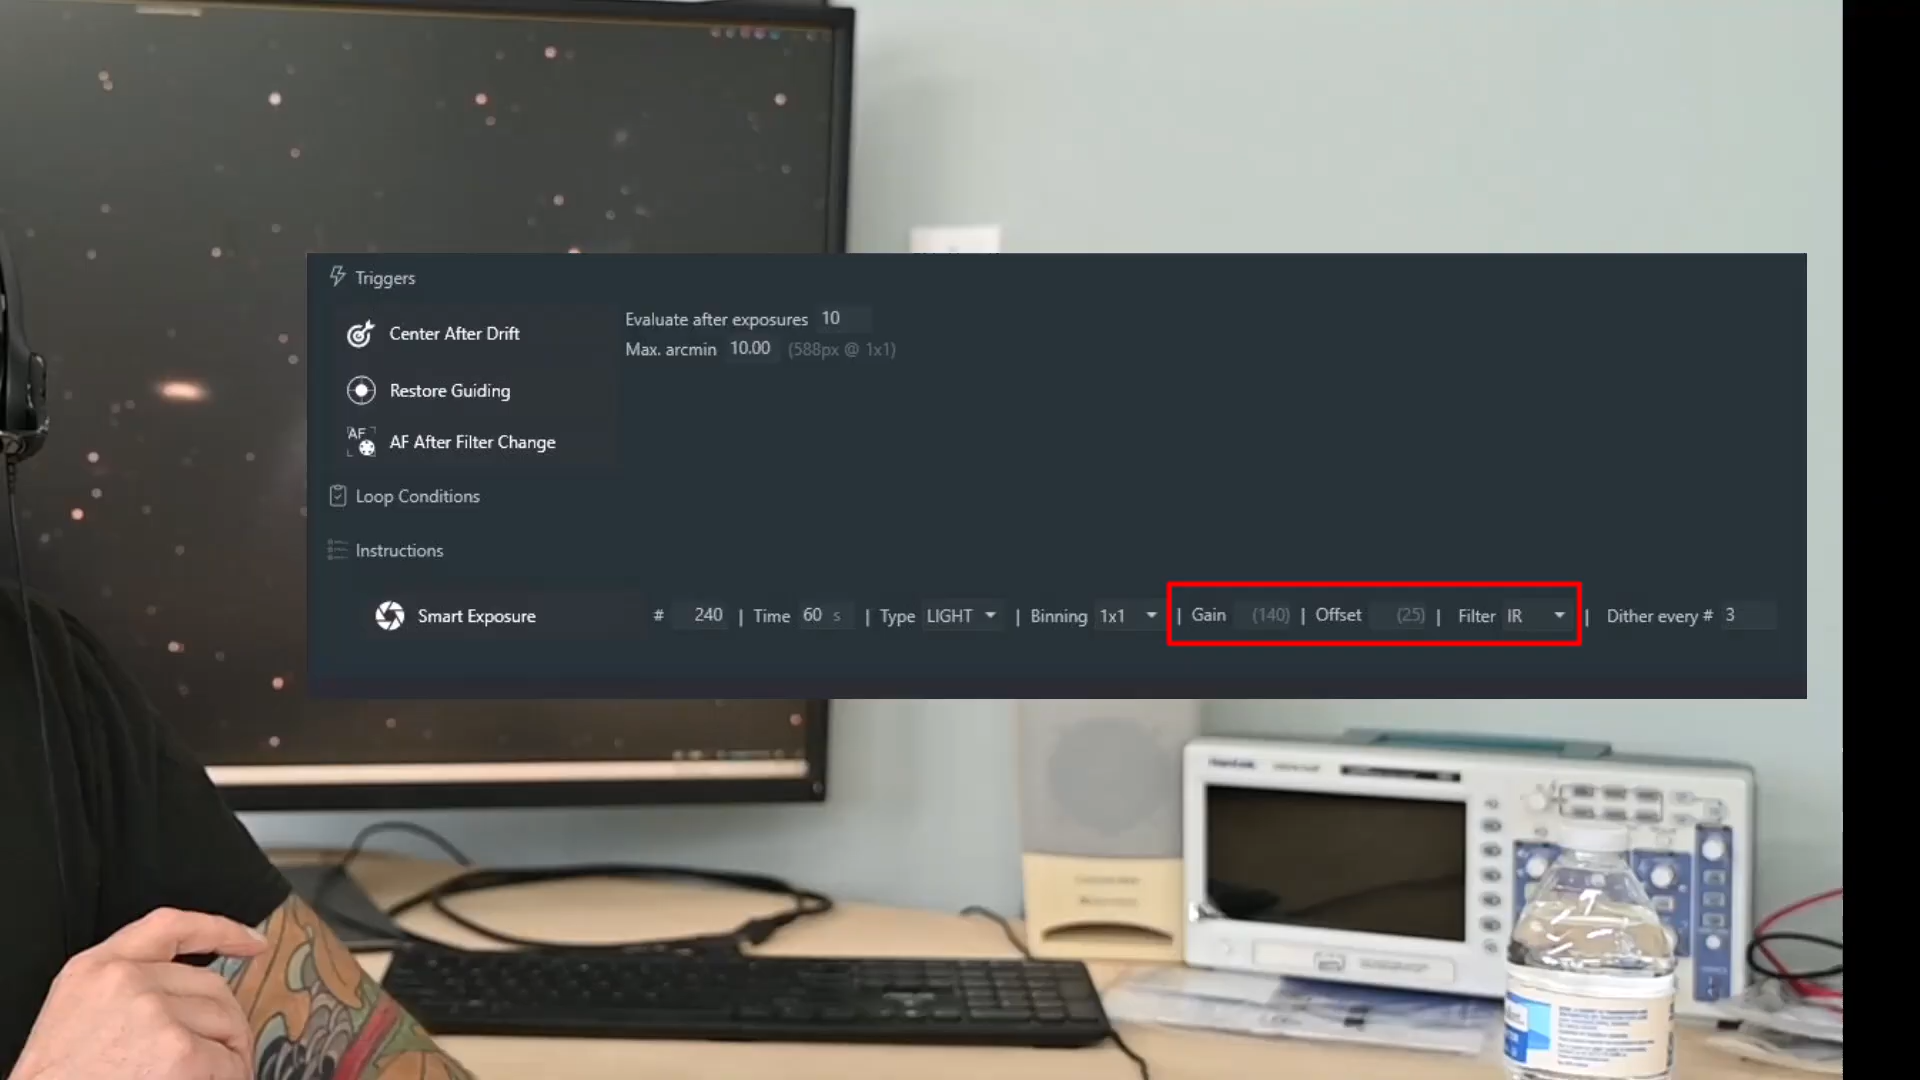 Triggers
Center After Drift
Evaluate after exposures 10
Max. arcmin 10.00 (588px @ 1x1)
Restore Guiding
AF
AF After Filter Change
Loop Conditions
Instructions
Smart Exposure # 240 | Time 60 s | Type LIGHT | Binning 1x1 | Gain (140) | Offset (25) | Filter IR | Dither every # 3